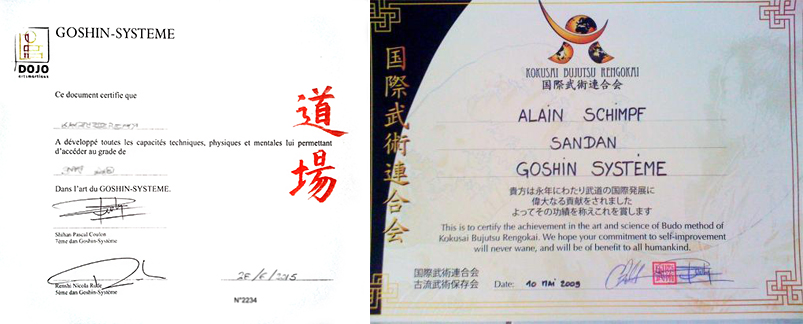 GOSHIN-SYSTEME
DOJO
arts martiaux
Ce document certifie que
A développé toutes les capacités techniques, physiques et mentales lui permettant
d'accéder au grade de
Dans l'art du GOSHIN-SYSTEME.
Shihan Pascal Coulon
7ème dan Goshin-Système
Renshi Nicola
5ème dan Goshin-Système
2015
N°2234
道場
国際武術連合会
KOKUSAI BUJUTSU RENGOKAI
国際武術連合会
ALAIN SCHIMPF
SANDAN
GOSHIN SYSTÈME
貴方は永年にわたり武道の国際発展に
偉大なる貢献をされました
よってその功績を称えこれを賞します
This is to certify the achievement in the art and science of Budo method of
Kokusai Bujutsu Rengokai. We hope your commitment to self-improvement
will never wane, and will be of benefit to all humankind.
国際武術連合会
古流武術保存会
Date: 10 MAI 2009